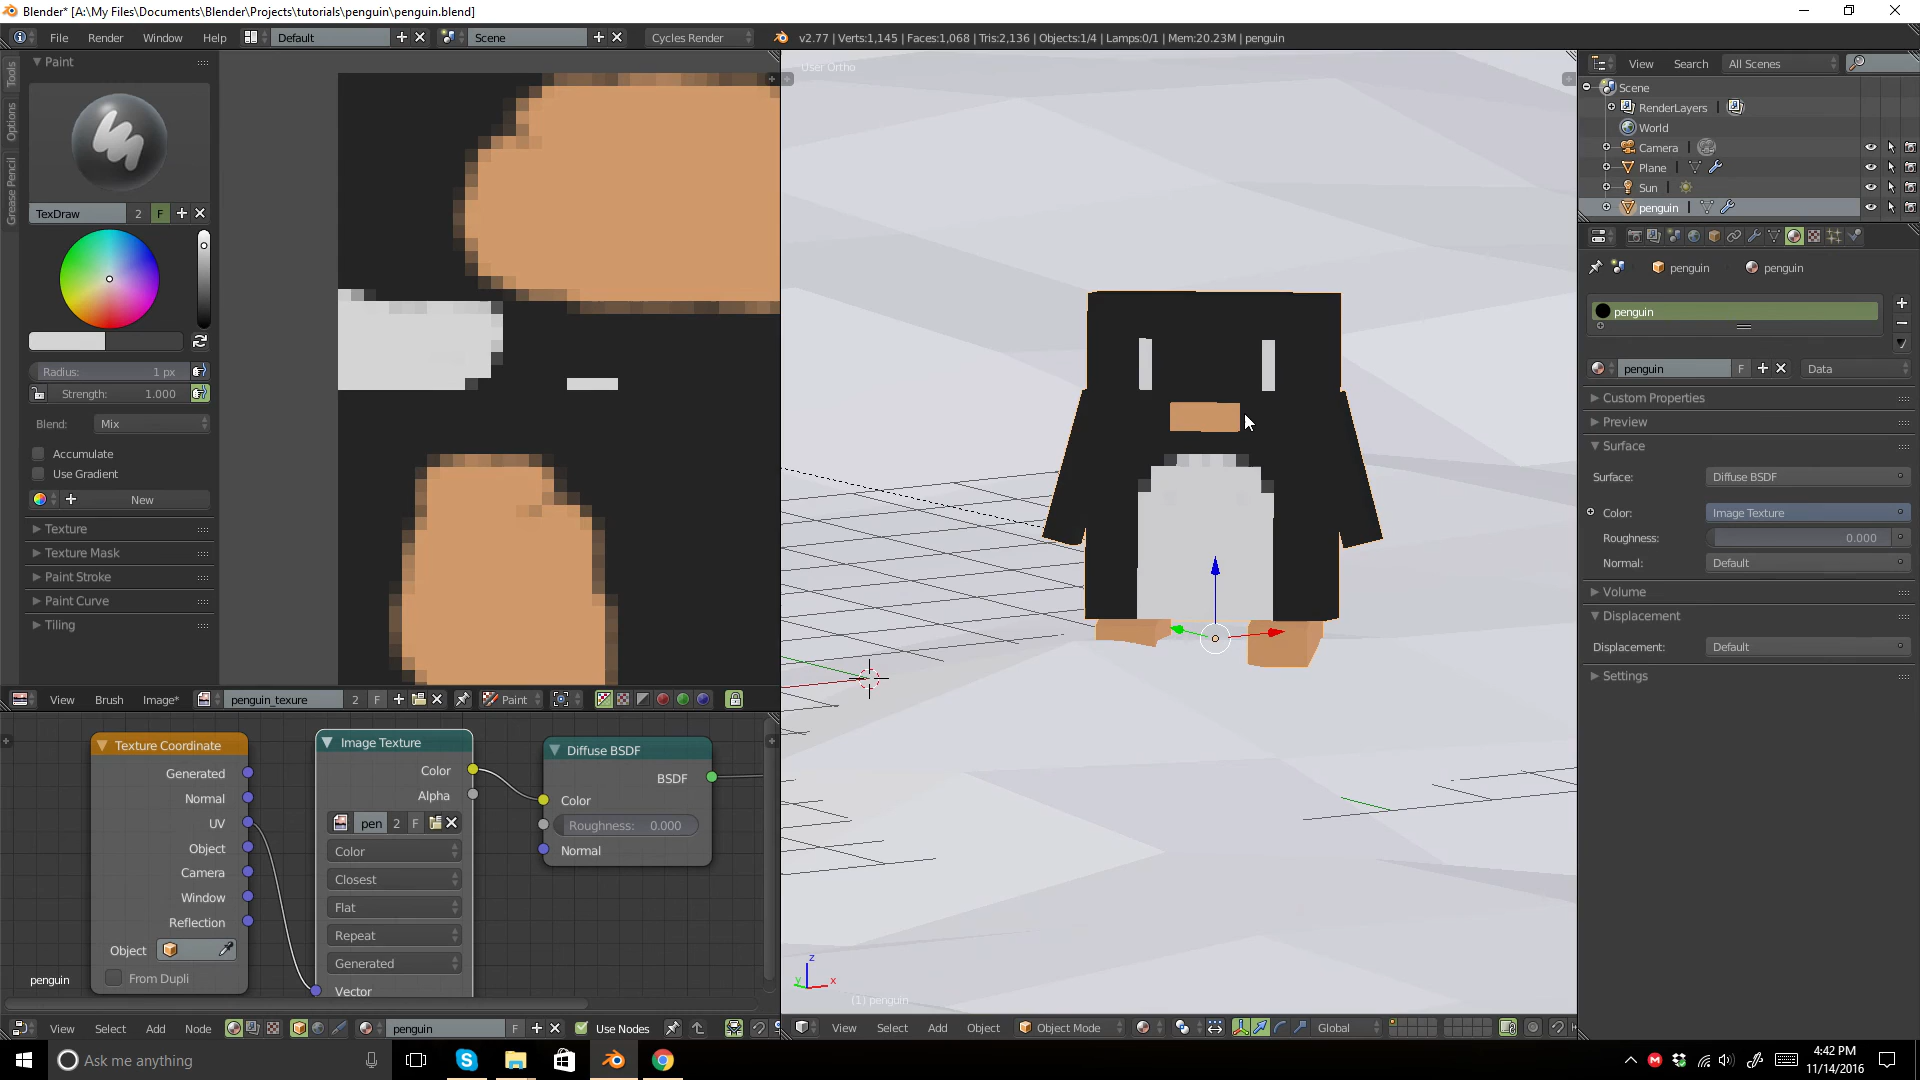 Blender* [A:\My Files\Documents\Blender\Projects\tutorials\penguin\penguin.blend]
File Render Window Help Default Scene Cycles Render v2.77 | Verts:1,145 | Faces:1,068 | Tris:2,136 | Objects:1/4 | Lamps:0/1 | Mem:20.23M | penguin
Tools
Options
Grease Pencil
Paint
TexDraw 2 F
Radius: 1 px
Strength: 1.000
Blend: Mix
Accumulate
Use Gradient
New
Texture
Texture Mask
Paint Stroke
Paint Curve
Tiling
View Brush Image* penguin_texure 2 F Paint
Texture Coordinate
Generated
Normal
UV
Object
Camera
Window
Reflection
Object
From Dupli
penguin
Image Texture
Color
Alpha
pen 2 F
Color
Closest
Flat
Repeat
Generated
Vector
Diffuse BSDF
BSDF
Color
Roughness: 0.000
Normal
View Select Add Node penguin F Use Nodes
User Ortho
z
y x
(1) penguin
View Select Add Object Object Mode Global
View Search All Scenes
Scene
RenderLayers |
World
Camera |
Plane |
Sun |
penguin |
penguin penguin
penguin
penguin F Data
Custom Properties
Preview
Surface
Surface: Diffuse BSDF
Color: Image Texture
Roughness: 0.000
Normal: Default
Volume
Displacement
Displacement: Default
Settings
Ask me anything
4:42 PM
11/14/2016